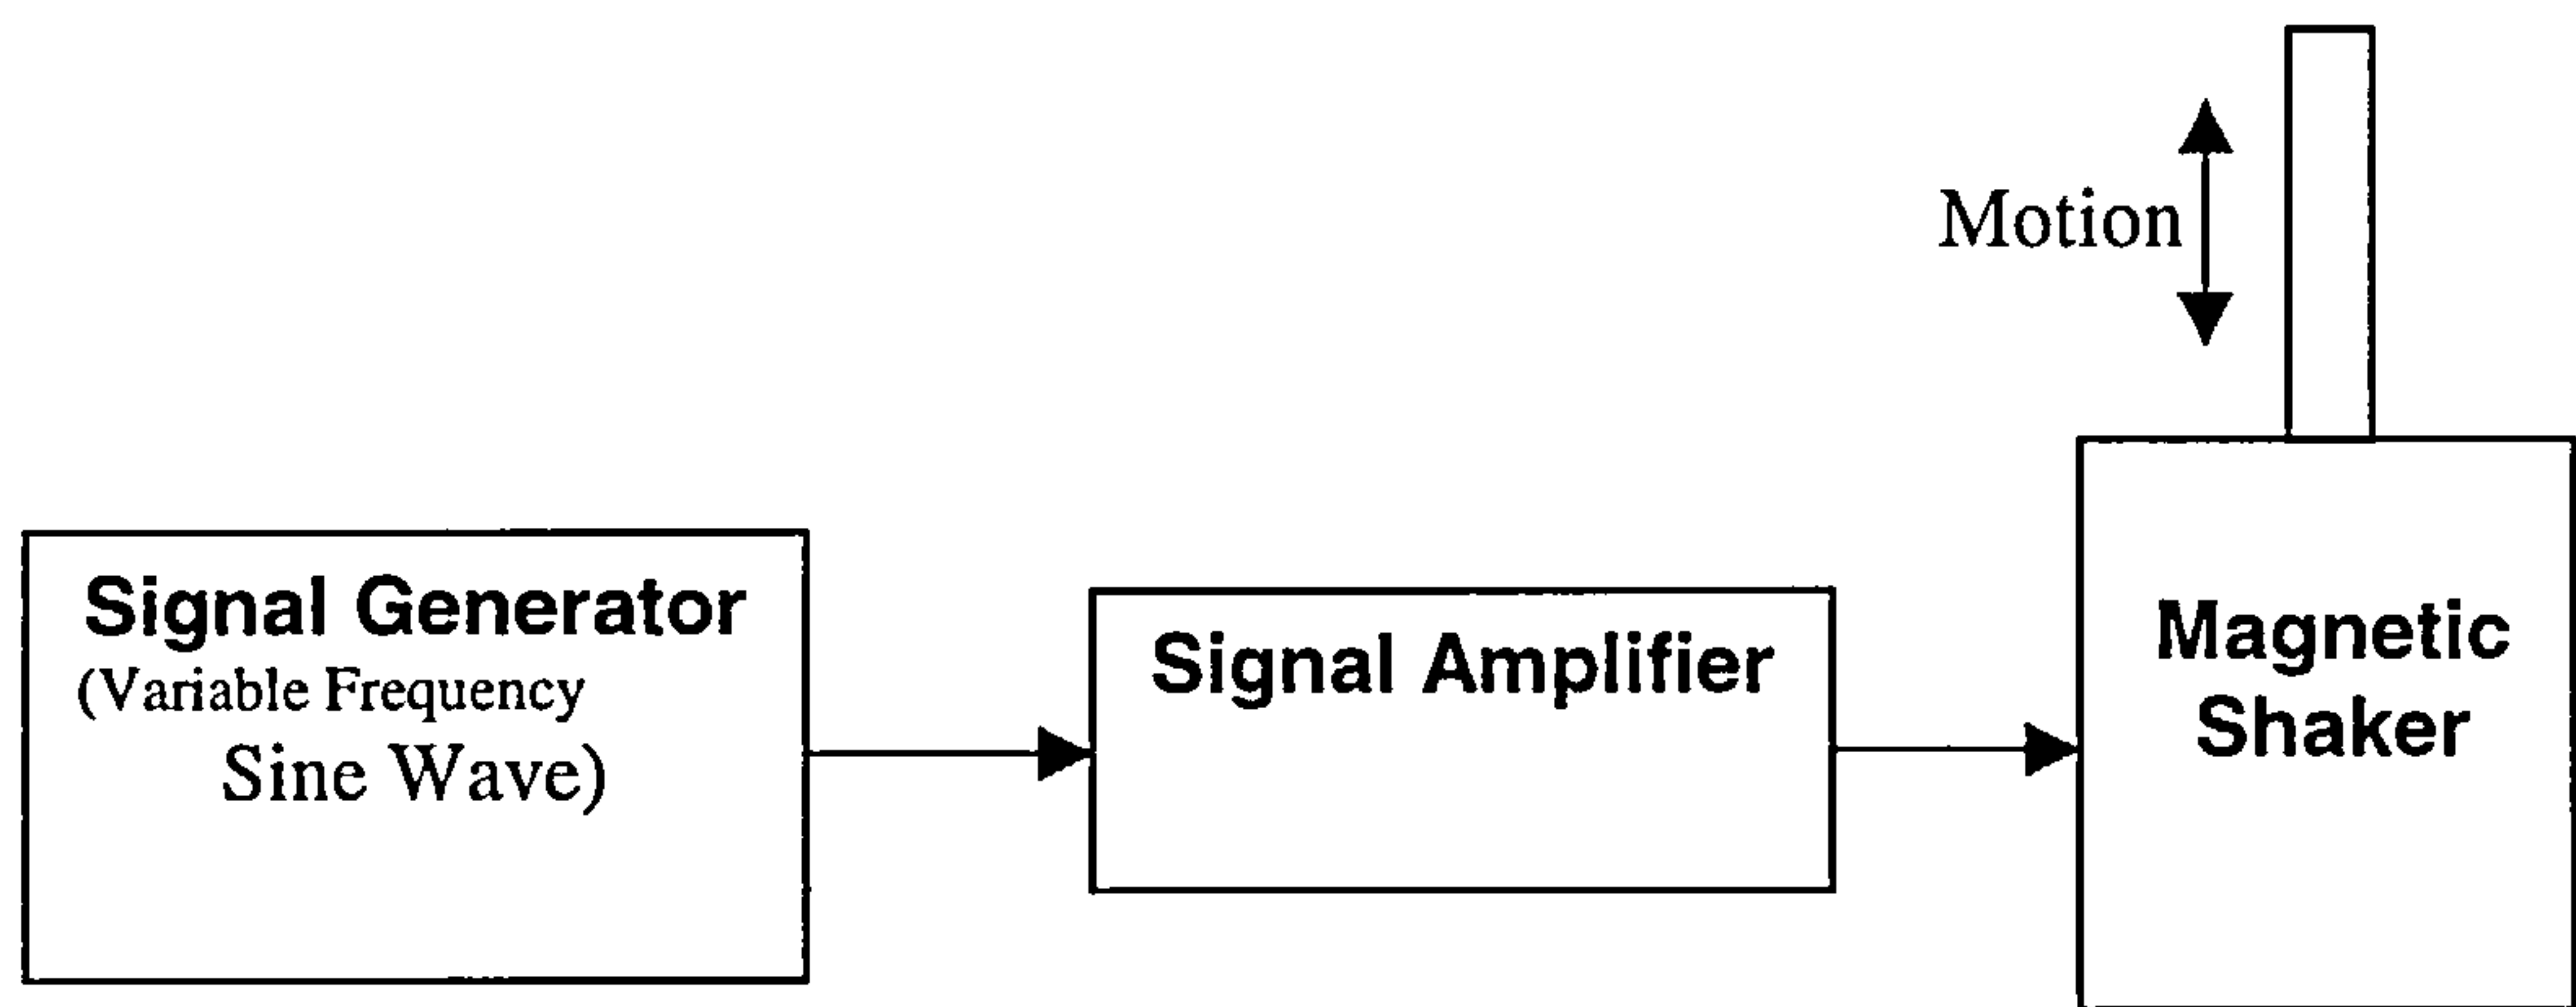 Motion
Signal Generator
(Variable Frequency
Sine Wave)
Signal Amplifier
Magnetic
Shaker